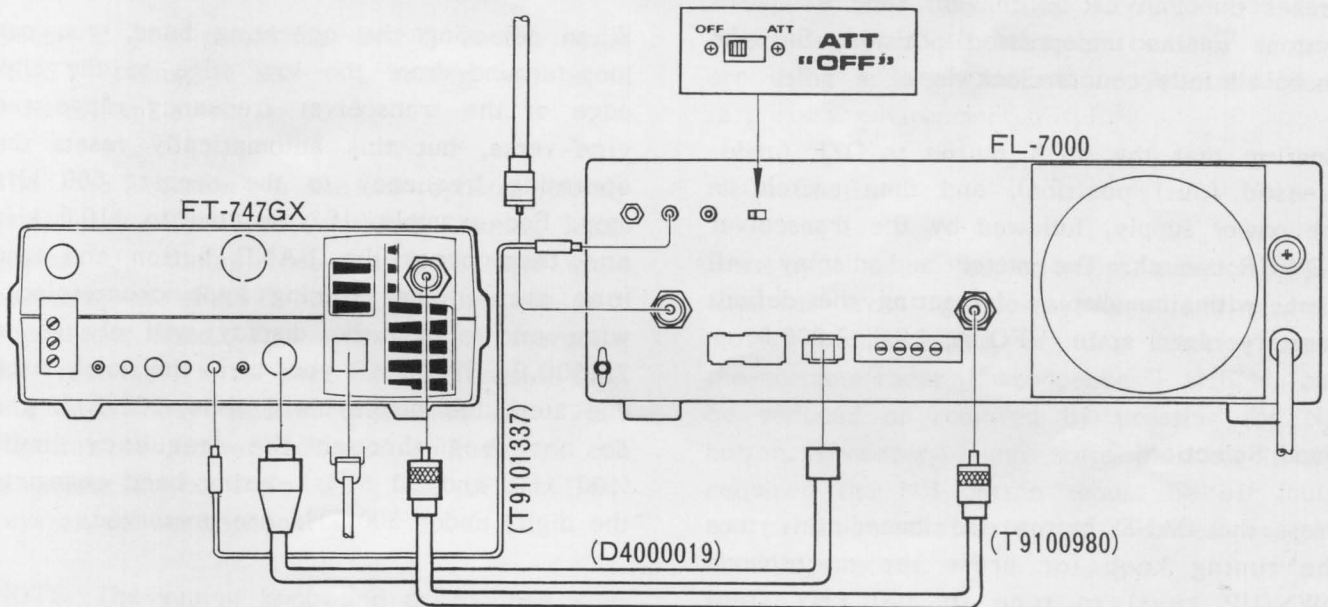 OFF
ATT
ATT
"OFF"
FL-7000
FT-747GX
(T9101337)
(D4000019)
(T9100980)